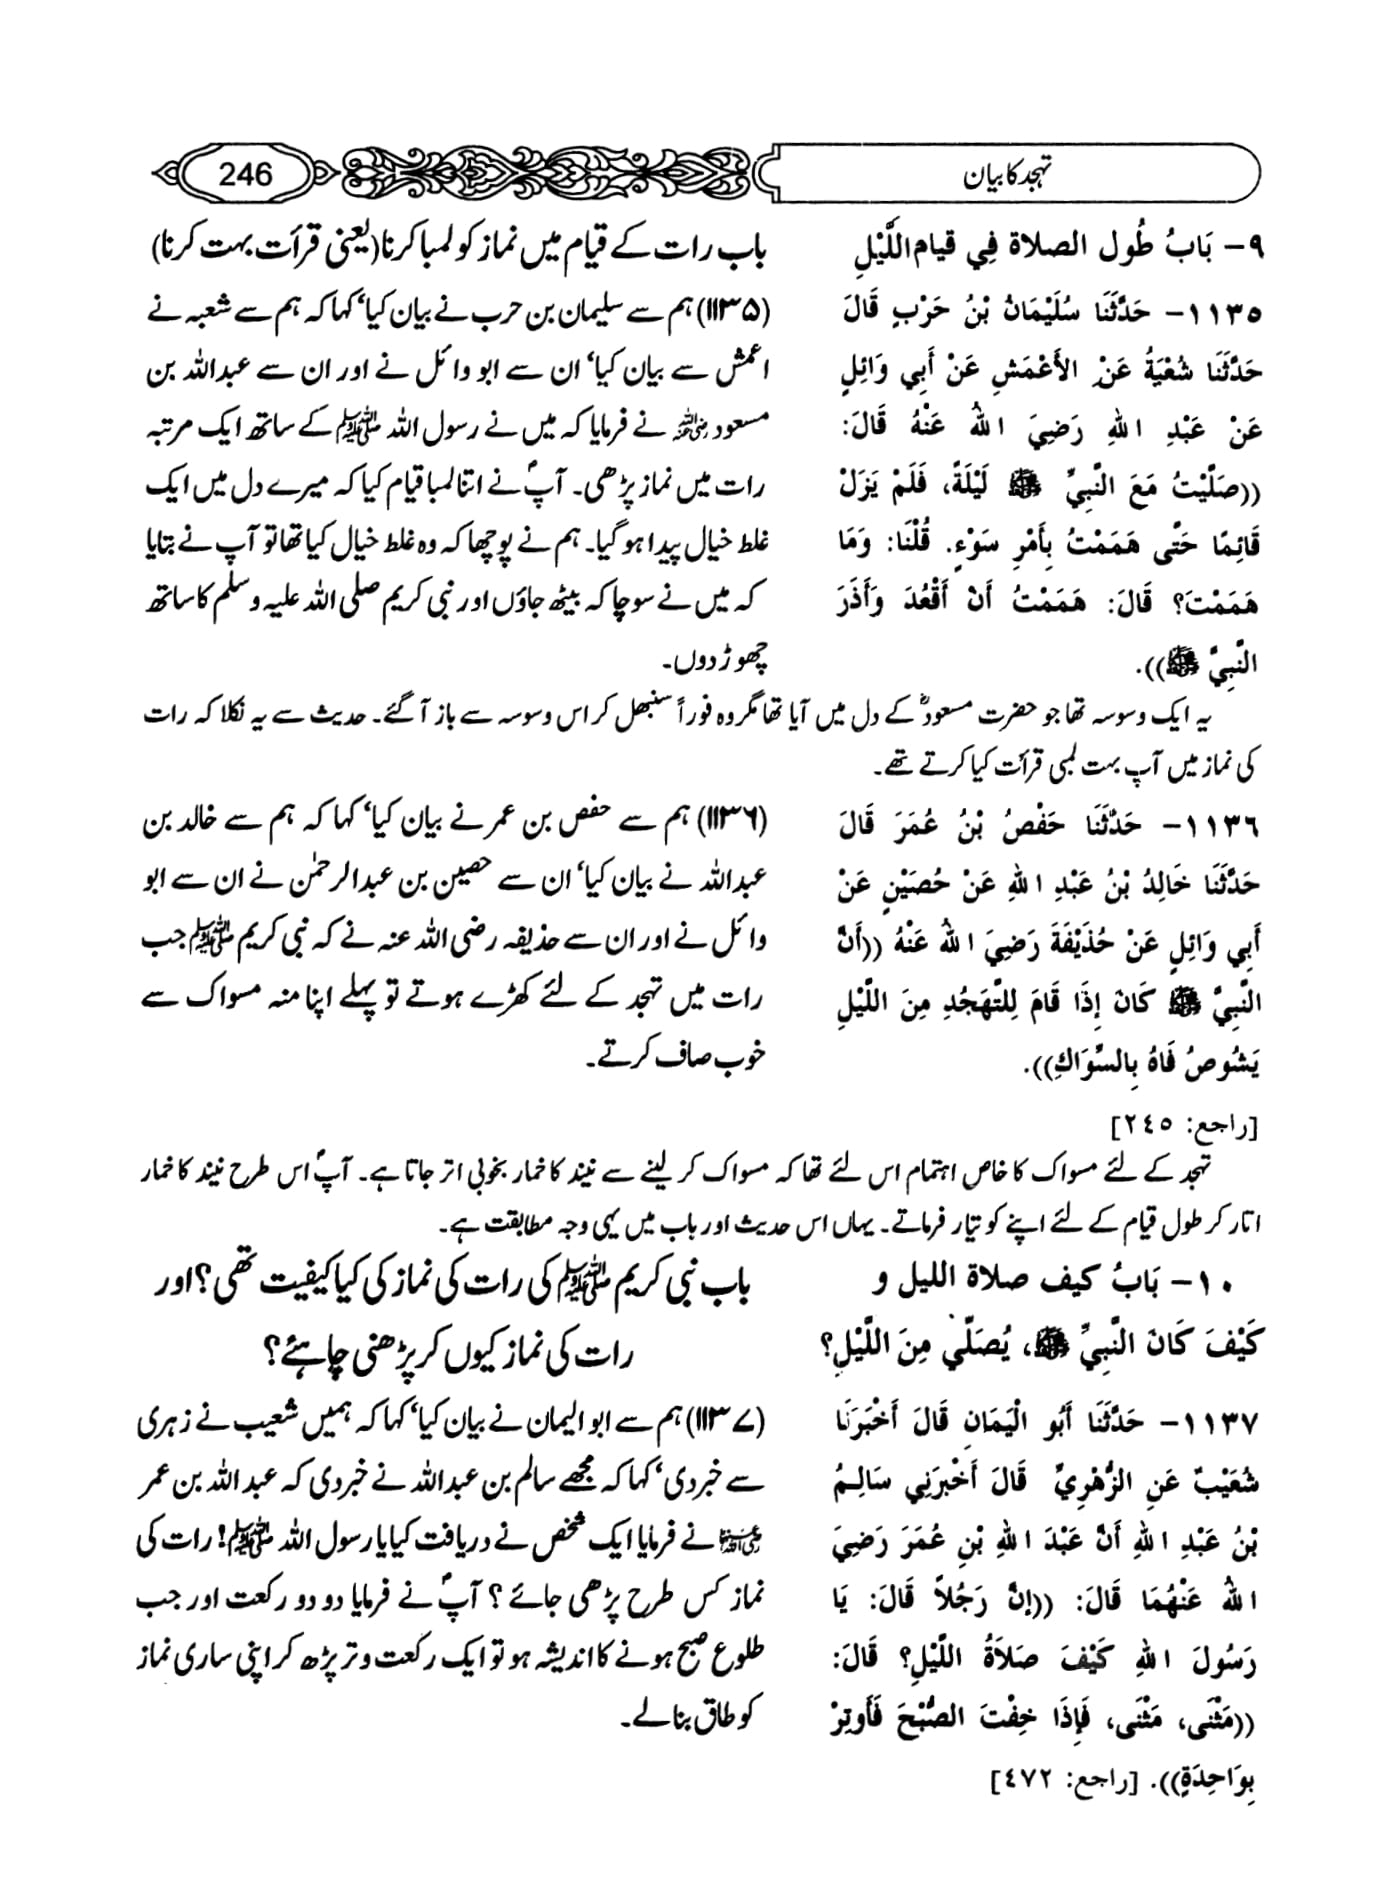 تہجد کا بیان
246
٩- بَابُ طُول الصلاة فِي قيام اللَّيْلِ
١١٣٥- حَدَّثَنَا سُلَيْمَانُ بْنُ حَرْبٍ قَالَ
حَدَّثَنَا شُعْبَةُ عَنِ الأَعْمَشِ عَنْ أَبِي وَائِلٍ
عَنْ عَبْدِ اللهِ رَضِيَ اللهُ عَنْهُ قَالَ:
((صَلَّيْتُ مَعَ النَّبِيِّ ﷺ لَيْلَةً، فَلَمْ يَزَلْ
قَائِمًا حَتَّى هَمَمْتُ بِأَمْرِ سَوْءٍ. قُلْنَا: وَمَا
هَمَمْتَ؟ قَالَ: هَمَمْتُ أَنْ أَقْعُدَ وَأَذَرَ
النَّبِيَّ ﷺ)).
باب رات کے قیام میں نماز کو لمبا کرنا (یعنی قرأت بہت کرنا)
(۱۱۳۵) ہم سے سلیمان بن حرب نے بیان کیا‘ کہا کہ ہم سے شعبہ نے
اعمش سے بیان کیا‘ ان سے ابو وائل نے اور ان سے عبداللہ بن
مسعود رضی اللہ عنہ نے فرمایا کہ میں نے رسول اللہ ﷺ کے ساتھ ایک مرتبہ
رات میں نماز پڑھی۔ آپؐ نے اتنا لمبا قیام کیا کہ میرے دل میں ایک
غلط خیال پیدا ہو گیا۔ ہم نے پوچھا کہ وہ غلط خیال کیا تھا تو آپ نے بتایا
کہ میں نے سوچا کہ بیٹھ جاؤں اور نبی کریم صلی اللہ علیہ وسلم کا ساتھ
چھوڑ دوں۔
یہ ایک وسوسہ تھا جو حضرت مسعودؓ کے دل میں آیا تھا مگر وہ فوراً سنبھل کر اس وسوسہ سے باز آ گئے۔ حدیث سے یہ نکلا کہ رات
کی نماز میں آپ بہت لمبی قرأت کیا کرتے تھے۔
١١٣٦- حَدَّثَنَا حَفْصُ بْنُ عُمَرَ قَالَ
حَدَّثَنَا خَالِدُ بْنُ عَبْدِ اللهِ عَنْ حُصَيْنٍ عَنْ
أَبِي وَائِلٍ عَنْ حُذَيْفَةَ رَضِيَ اللهُ عَنْهُ ((أَنَّ
النَّبِيَّ ﷺ كَانَ إِذَا قَامَ لِلتَّهَجُدِ مِنَ اللَّيْلِ
يَشُوصُ فَاهُ بِالسِّوَاكِ)).
[راجع: ٢٤٥]
(۱۱۳۶) ہم سے حفص بن عمر نے بیان کیا‘ کہا کہ ہم سے خالد بن
عبداللہ نے بیان کیا‘ ان سے حصین بن عبدالرحمٰن نے ان سے ابو
وائل نے اور ان سے حذیفہ رضی اللہ عنہ نے کہ نبی کریم ﷺ جب
رات میں تہجد کے لئے کھڑے ہوتے تو پہلے اپنا منہ مسواک سے
خوب صاف کرتے۔
تہجد کے لئے مسواک کا خاص اہتمام اس لئے تھا کہ مسواک کر لینے سے نیند کا خمار بخوبی اتر جاتا ہے۔ آپؐ اس طرح نیند کا خمار
اتار کر طول قیام کے لئے اپنے کو تیار فرماتے۔ یہاں اس حدیث اور باب میں یہی وجہ مطابقت ہے۔
١٠- بَابُ كيف صلاة الليل و
كَيْفَ كَانَ النَّبِيِّ ﷺ، يُصَلِّي مِنَ اللَّيْلِ؟
باب نبی کریم ﷺ کی رات کی نماز کی کیا کیفیت تھی؟ اور
رات کی نماز کیوں کر پڑھنی چاہئے؟
١١٣٧- حَدَّثَنَا أَبُو الْيَمَانِ قَالَ أَخْبَرَنَا
شُعَيْبٌ عَنِ الزُّهْرِيِّ قَالَ أَخْبَرَنِي سَالِمُ
بْنُ عَبْدِ اللهِ أَنَّ عَبْدَ اللهِ بْنِ عُمَرَ رَضِيَ
اللهُ عَنْهُمَا قَالَ: ((إِنَّ رَجُلاً قَالَ: يَا
رَسُولَ اللهِ كَيْفَ صَلاَةُ اللَّيْلِ؟ قَالَ:
((مَثْنَى، مَثْنَى، فَإِذَا خِفْتَ الصُّبْحَ فَأَوتِرْ
بِوَاحِدَةٍ)). [راجع: ٤٧٢]
(۱۱۳۷) ہم سے ابوالیمان نے بیان کیا‘ کہا کہ ہمیں شعیب نے زہری
سے خبر دی‘ کہا کہ مجھے سالم بن عبداللہ نے خبر دی کہ عبداللہ بن عمر
رضی اللہ عنہما نے فرمایا ایک شخص نے دریافت کیا یا رسول اللہ ﷺ! رات کی
نماز کس طرح پڑھی جائے؟ آپؐ نے فرمایا دو دو رکعت اور جب
طلوع صبح ہونے کا اندیشہ ہو تو ایک رکعت وتر پڑھ کر اپنی ساری نماز
کو طاق بنا لے۔